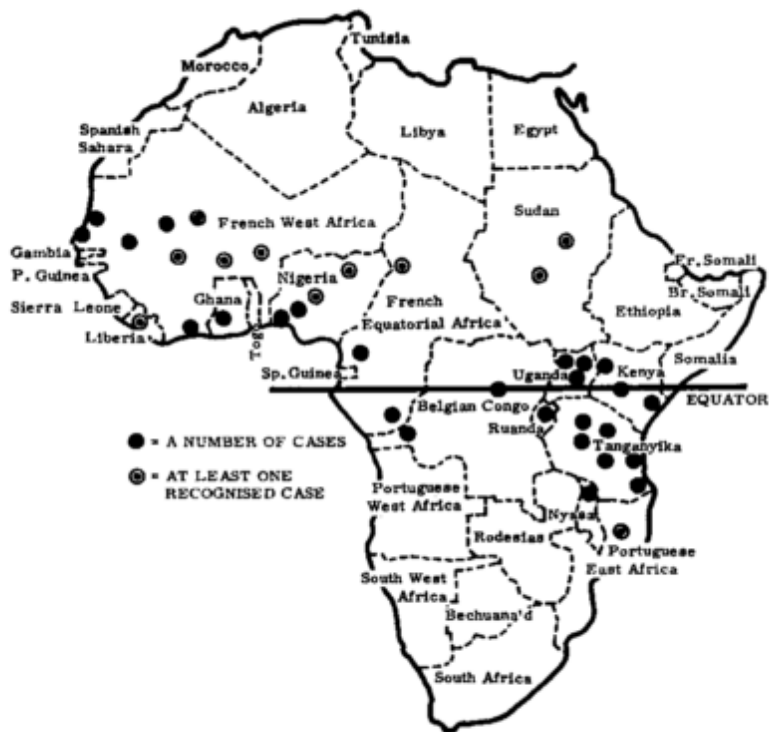 Tunisia
Morocco
Algeria
Spanish
Sahara
Libya
Egypt
French West Africa
Sudan
Gambia
P. Guinea
Sierra Leone
Liberia
Ghana
Togo
Nigeria
French
Equatorial Africa
Fr. Somali
Br. Somali
Ethiopia
Somalia
Sp. Guinea
Uganda
Kenya
EQUATOR
Belgian Congo
Ruanda
Tanganyika
= A NUMBER OF CASES
= AT LEAST ONE
RECOGNISED CASE
Portuguese
West Africa
Nyasa
Rodesias
Portuguese
East Africa
South West
Africa
Bechuana'd
South Africa